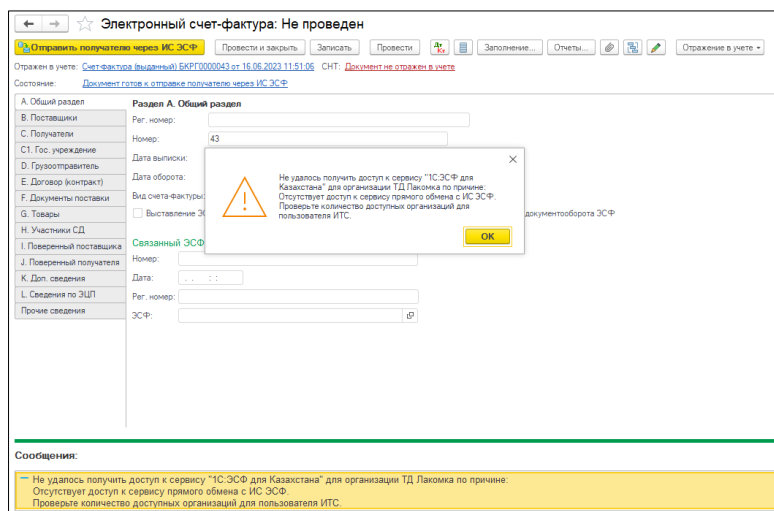 Электронный счет-фактура: Не проведен
Отправить получателю через ИС ЭСФ Провести и закрыть Записать Провести Дт Кт Заполнение... Отчеты... Отражение в учете
Отражен в учете: Счет-фактура (выданный) БКРГ0000043 от 16.06.2023 11:51:06 СНТ: Документ не отражен в учете
Состояние: Документ готов к отправке получателю через ИС ЭСФ
A. Общий раздел
B. Поставщики
C. Получатели
C1. Гос. учреждение
D. Грузоотправитель
E. Договор (контракт)
F. Документы поставки
G. Товары
H. Участники СД
I. Поверенный поставщика
J. Поверенный получателя
K. Доп. сведения
L. Сведения по ЭЦП
Прочие сведения
Раздел A. Общий раздел
Рег. номер:
Номер: 43
Дата выписки:
Дата оборота:
Вид счета-фактуры:
Выставление ЭС
документооборота ЭСФ
Связанный ЭСФ
Номер:
Дата: . . : :
Рег. номер:
ЭСФ:
Не удалось получить доступ к сервису "1С:ЭСФ для
Казахстана" для организации ТД Лакомка по причине:
Отсутствует доступ к сервису прямого обмена с ИС ЭСФ.
Проверьте количество доступных организаций для
пользователя ИТС.
ОК
Сообщения:
Не удалось получить доступ к сервису "1С:ЭСФ для Казахстана" для организации ТД Лакомка по причине:
Отсутствует доступ к сервису прямого обмена с ИС ЭСФ.
Проверьте количество доступных организаций для пользователя ИТС.